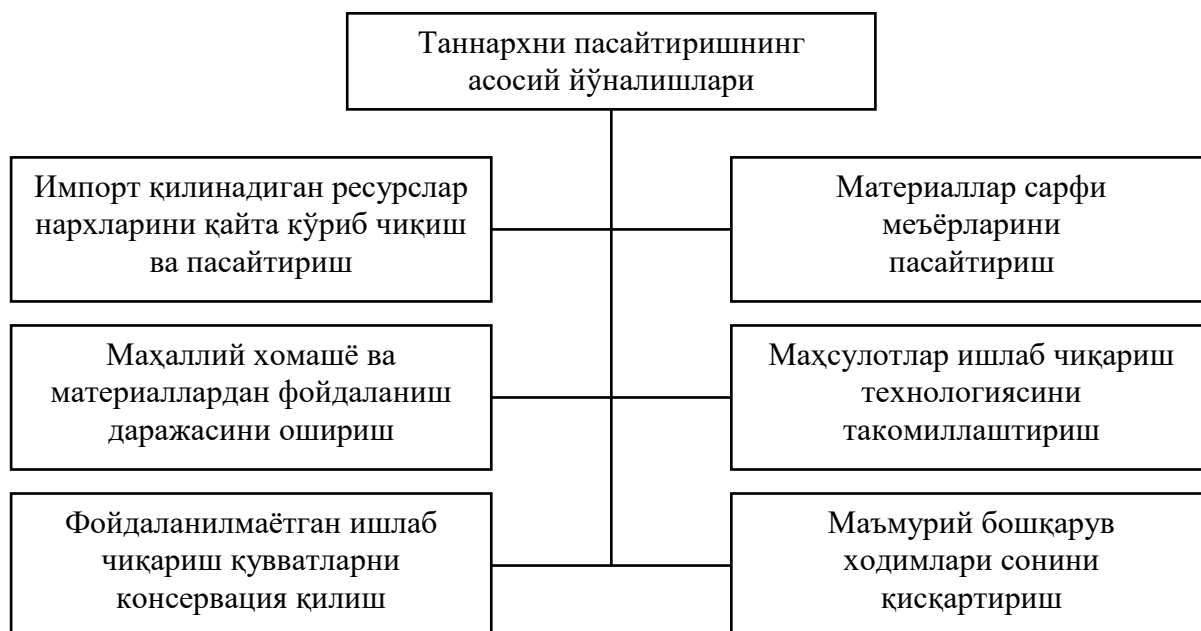 Таннархни пасайтиришнинг
асосий йўналишлари
Импорт қилинадиган ресурслар
нархларини қайта кўриб чиқиш
ва пасайтириш
Материаллар сарфи
меъёрларини
пасайтириш
Маҳаллий хомашё ва
материаллардан фойдаланиш
даражасини ошириш
Маҳсулотлар ишлаб чиқариш
технологиясини
такомиллаштириш
Фойдаланилмаётган ишлаб
чиқариш қувватларни
консервация қилиш
Маъмурий бошқарув
ходимлари сонини
қисқартириш